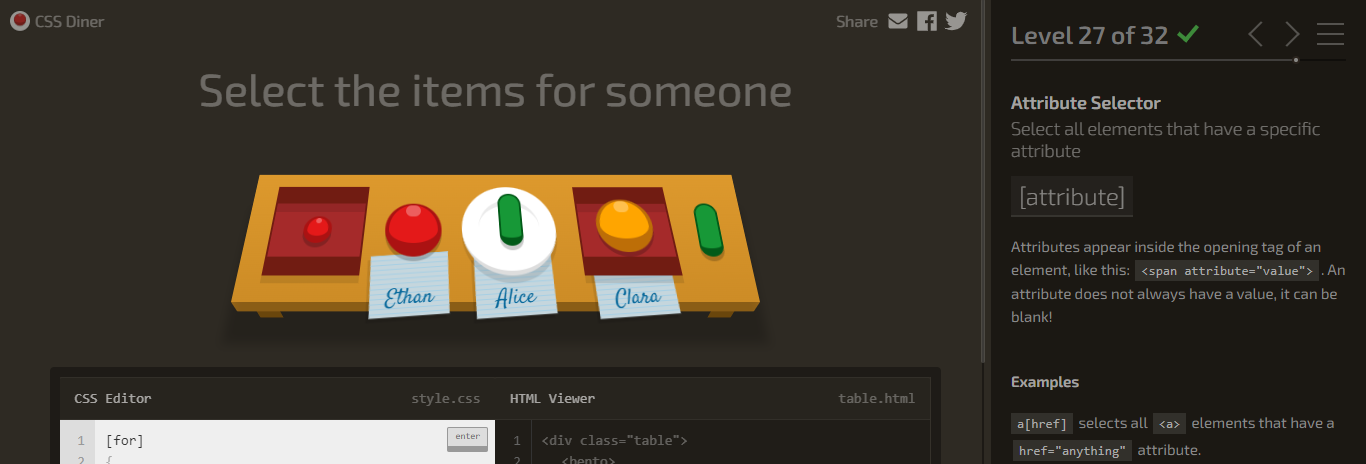 CSS Diner
Share
Select the items for someone
Ethan
Alice
Clara
CSS Editor
style.css
HTML Viewer
table.html
1
[for]
enter
2
{
1
<div class="table">
2
<bento>
Level 27 of 32
Attribute Selector
Select all elements that have a specific
attribute
[attribute]
Attributes appear inside the opening tag of an
element, like this: <span attribute="value"> . An
attribute does not always have a value, it can be
blank!
Examples
a[href] selects all <a> elements that have a
href="anything" attribute.